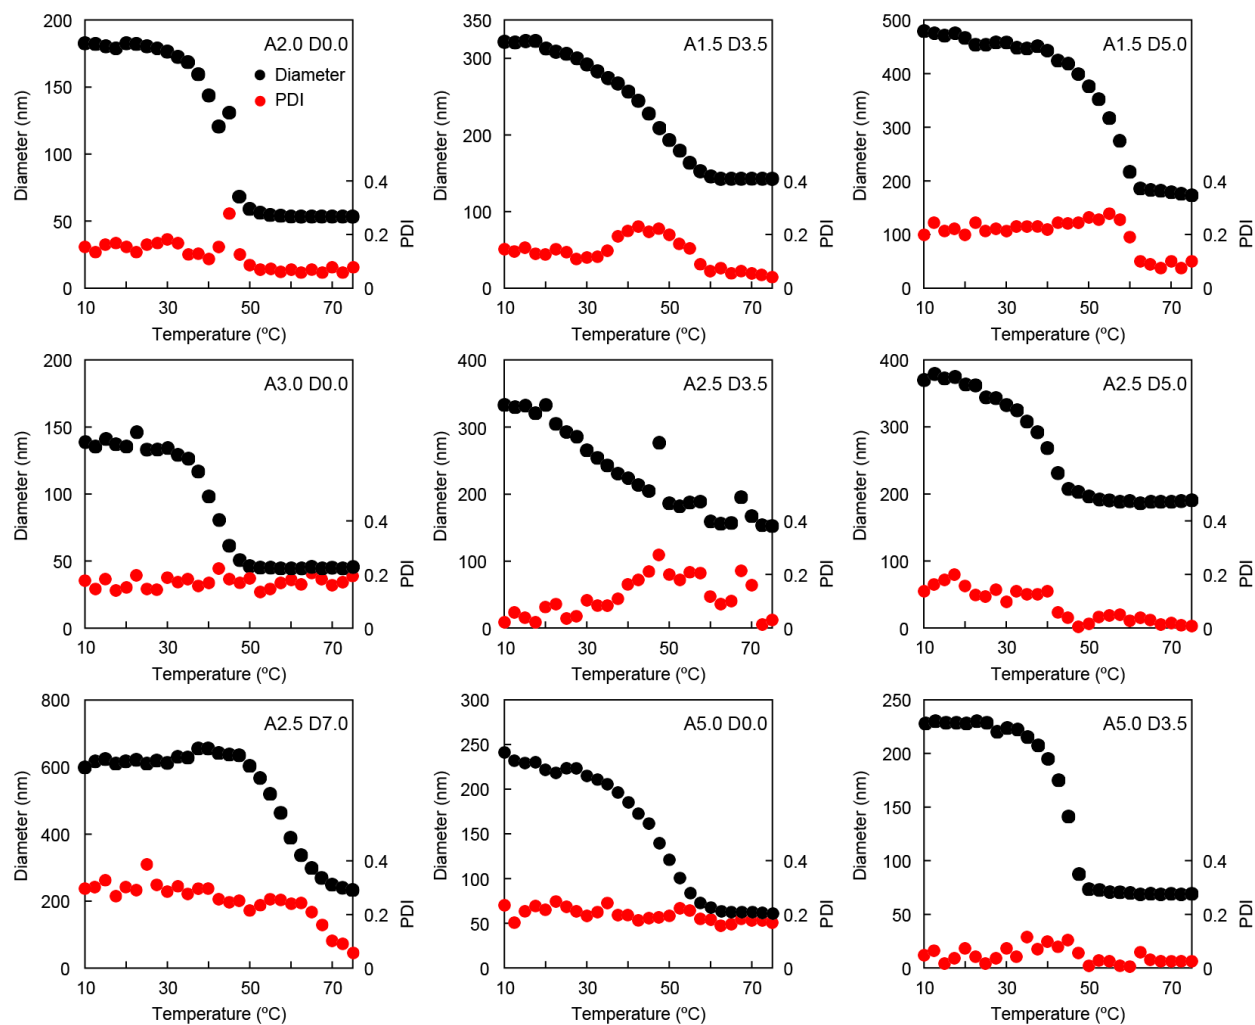 A2.0 D0.0
Diameter
PDI
200
150
100
50
0
0.4
0.2
0
10 30 50 70
Diameter (nm)
PDI
Temperature (ºC)
A1.5 D3.5
350
300
200
100
0
0.4
0.2
0
10 30 50 70
Diameter (nm)
PDI
Temperature (ºC)
A1.5 D5.0
500
400
300
200
100
0
0.4
0.2
0
10 30 50 70
Diameter (nm)
PDI
Temperature (ºC)
A3.0 D0.0
200
150
100
50
0
0.4
0.2
0
10 30 50 70
Diameter (nm)
PDI
Temperature (ºC)
A2.5 D3.5
400
300
200
100
0
0.4
0.2
0
10 30 50 70
Diameter (nm)
PDI
Temperature (ºC)
A2.5 D5.0
400
300
200
100
0
0.4
0.2
0
10 30 50 70
Diameter (nm)
PDI
Temperature (ºC)
A2.5 D7.0
800
600
400
200
0
0.4
0.2
0
10 30 50 70
Diameter (nm)
PDI
Temperature (ºC)
A5.0 D0.0
300
250
200
150
100
50
0
0.4
0.2
0
10 30 50 70
Diameter (nm)
PDI
Temperature (ºC)
A5.0 D3.5
250
200
150
100
50
0
0.4
0.2
0
10 30 50 70
Diameter (nm)
PDI
Temperature (ºC)